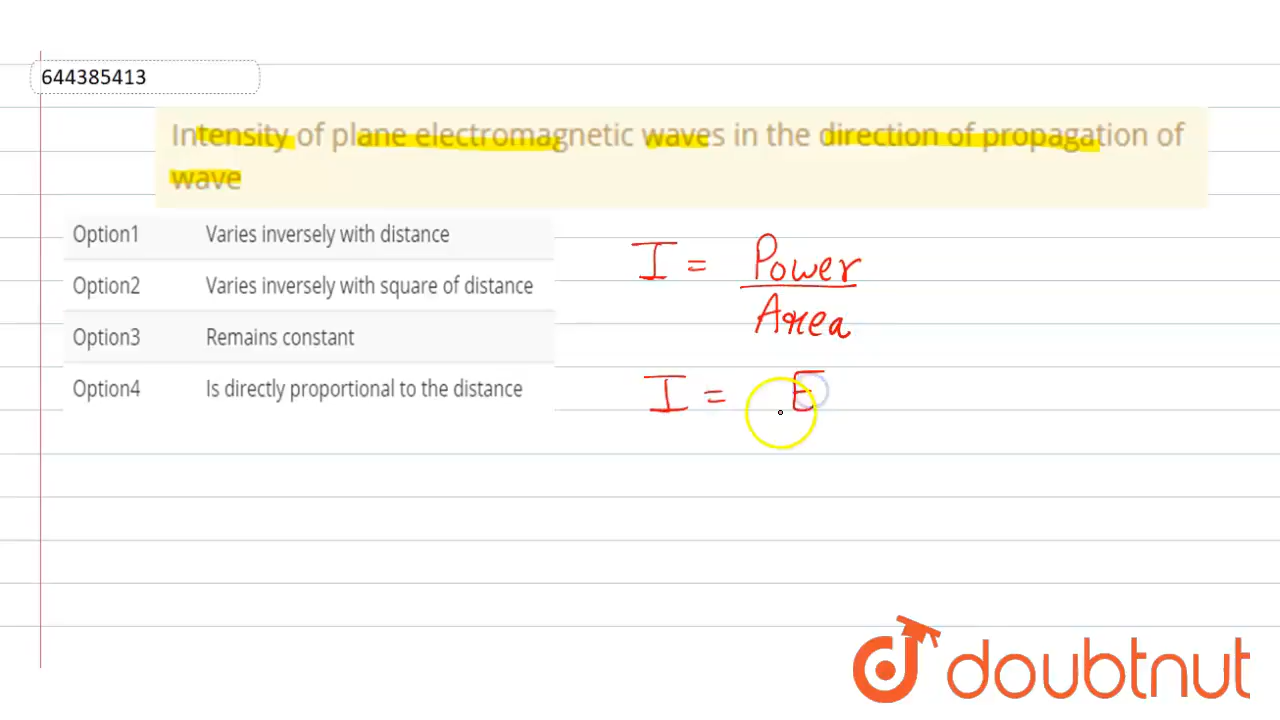 644385413
Intensity of plane electromagnetic waves in the direction of propagation of
wave
Option1 Varies inversely with distance
Option2 Varies inversely with square of distance
Option3 Remains constant
Option4 Is directly proportional to the distance
I = Power
Area
I = E
doubtnut